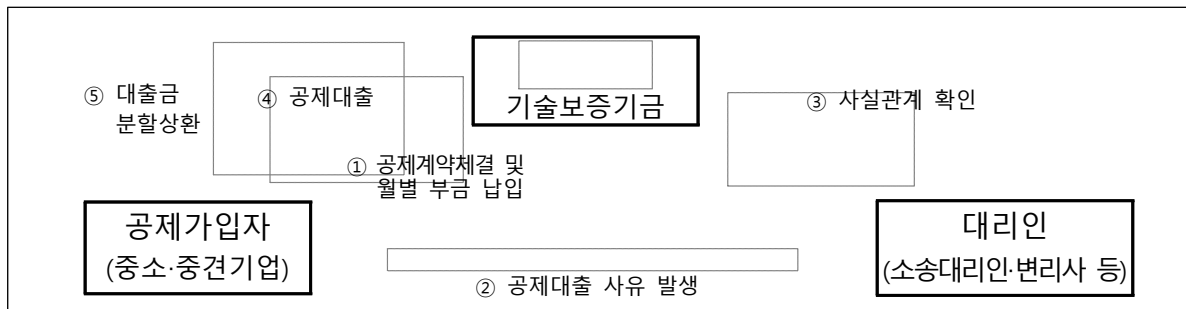 ⑤ 대출금
분할상환
④ 공제대출
기술보증기금
③ 사실관계 확인
① 공제계약체결 및
월별 부금 납입
공제가입자
(중소·중견기업)
대리인
(소송대리인·변리사 등)
② 공제대출 사유 발생